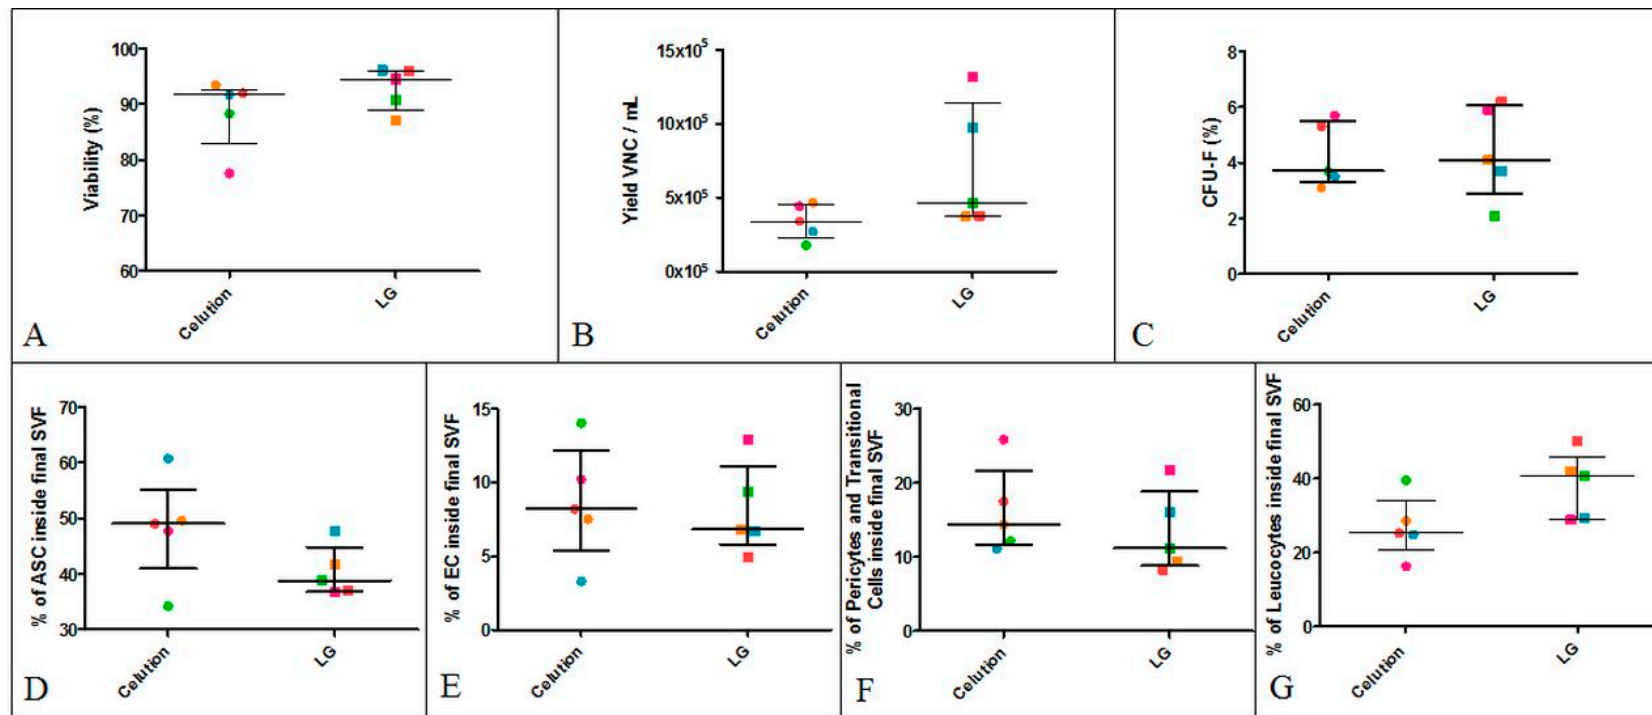 Viability (%)
100
90
80
70
60
Celution
LG
A
Yield VNC / mL
15x10⁵
10x10⁵
5x10⁵
0x10⁵
Celution
LG
B
CFU-F (%)
8
6
4
2
0
Celution
LG
C
% of ASC inside final SVF
70
60
50
40
30
Celution
LG
D
% of EC inside final SVF
15
10
5
0
Celution
LG
E
% of Pericytes and Transitional
Cells inside final SVF
30
20
10
0
Celution
LG
F
% of Leucocytes inside final SVF
60
40
20
0
Celution
LG
G